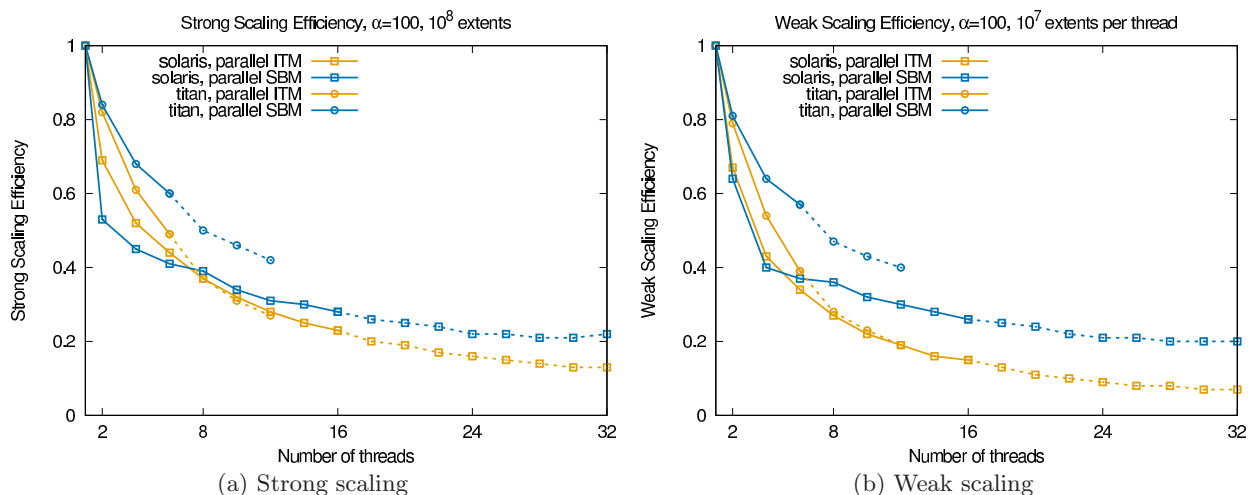 Strong Scaling Efficiency, α=100, 10⁸ extents
1
0.8
0.6
0.4
0.2
0
Strong Scaling Efficiency
solaris, parallel ITM
solaris, parallel SBM
titan, parallel ITM
titan, parallel SBM
2 8 16 24 32
Number of threads
(a) Strong scaling
Weak Scaling Efficiency, α=100, 10⁷ extents per thread
1
0.8
0.6
0.4
0.2
0
Weak Scaling Efficiency
solaris, parallel ITM
solaris, parallel SBM
titan, parallel ITM
titan, parallel SBM
2 8 16 24 32
Number of threads
(b) Weak scaling